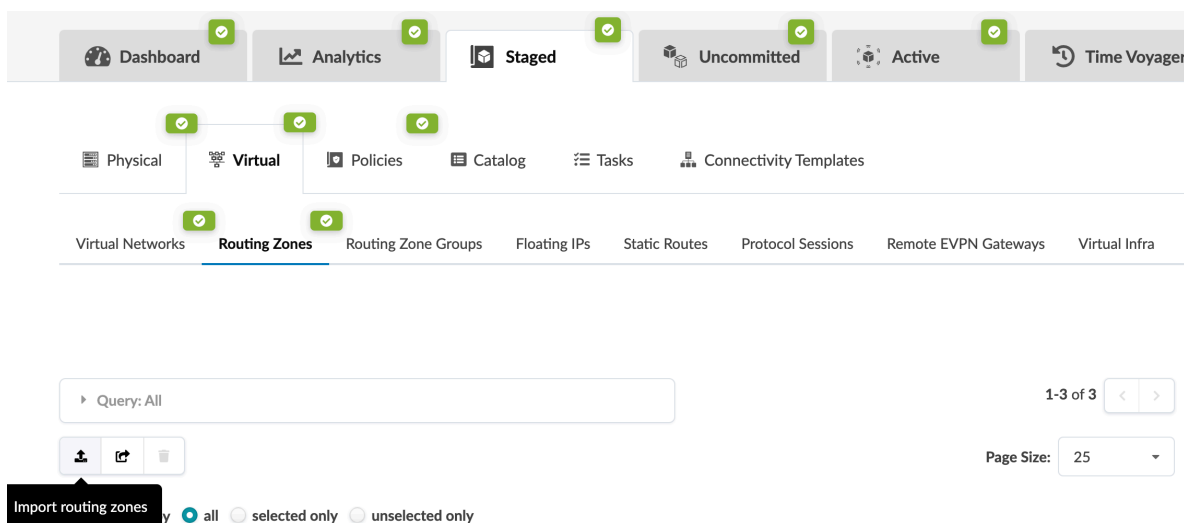 Dashboard Analytics Staged Uncommitted Active Time Voyager
Physical Virtual Policies Catalog Tasks Connectivity Templates
Virtual Networks Routing Zones Routing Zone Groups Floating IPs Static Routes Protocol Sessions Remote EVPN Gateways Virtual Infra
Query: All
1-3 of 3
Page Size: 25
Import routing zones
y all selected only unselected only